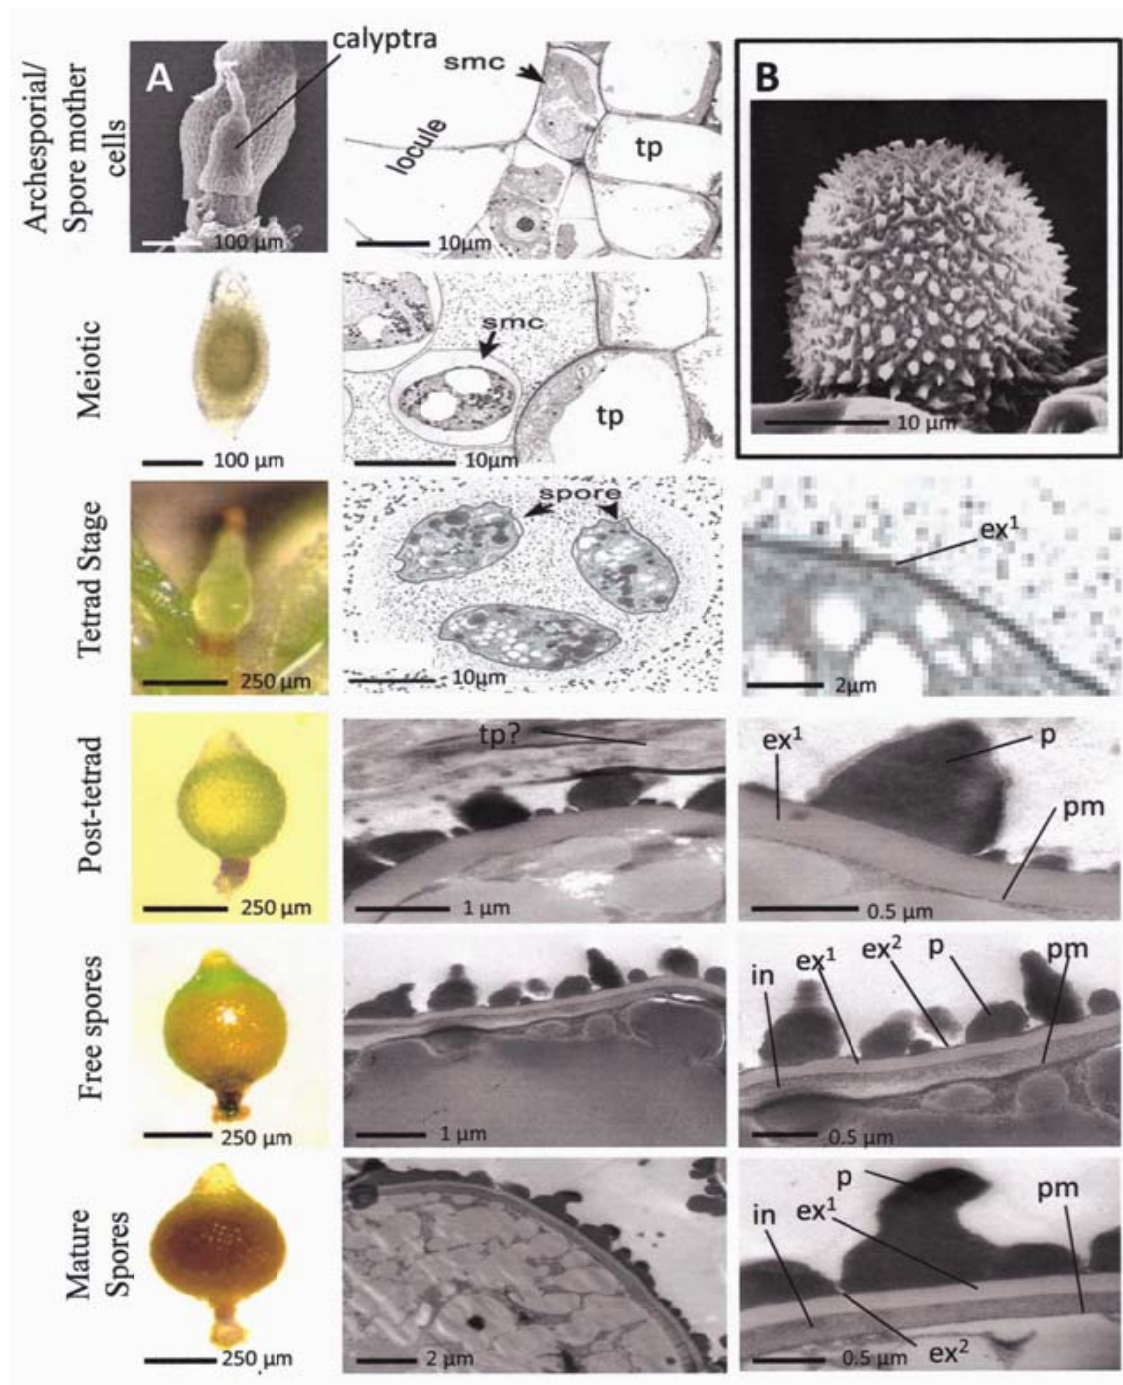 Archesporial/
Spore mother
cells
A
calyptra
100 µm
smc
locule
tp
10µm
B
10 µm
Meiotic
100 µm
smc
tp
10µm
Tetrad Stage
250 µm
spore
10µm
ex¹
2µm
Post-tetrad
250 µm
tp?
1 µm
ex¹
p
pm
0.5 µm
Free spores
250 µm
1 µm
in
ex¹
ex²
p
pm
0.5 µm
Mature
Spores
250 µm
2 µm
p
in
ex¹
pm
ex²
0.5 µm